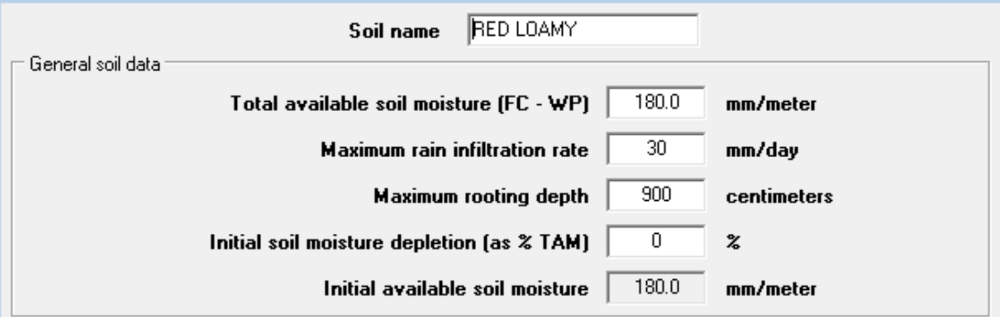 Soil name RED LOAMY
General soil data
Total available soil moisture (FC - WP) 180.0 mm/meter
Maximum rain infiltration rate 30 mm/day
Maximum rooting depth 900 centimeters
Initial soil moisture depletion (as % TAM) 0 %
Initial available soil moisture 180.0 mm/meter